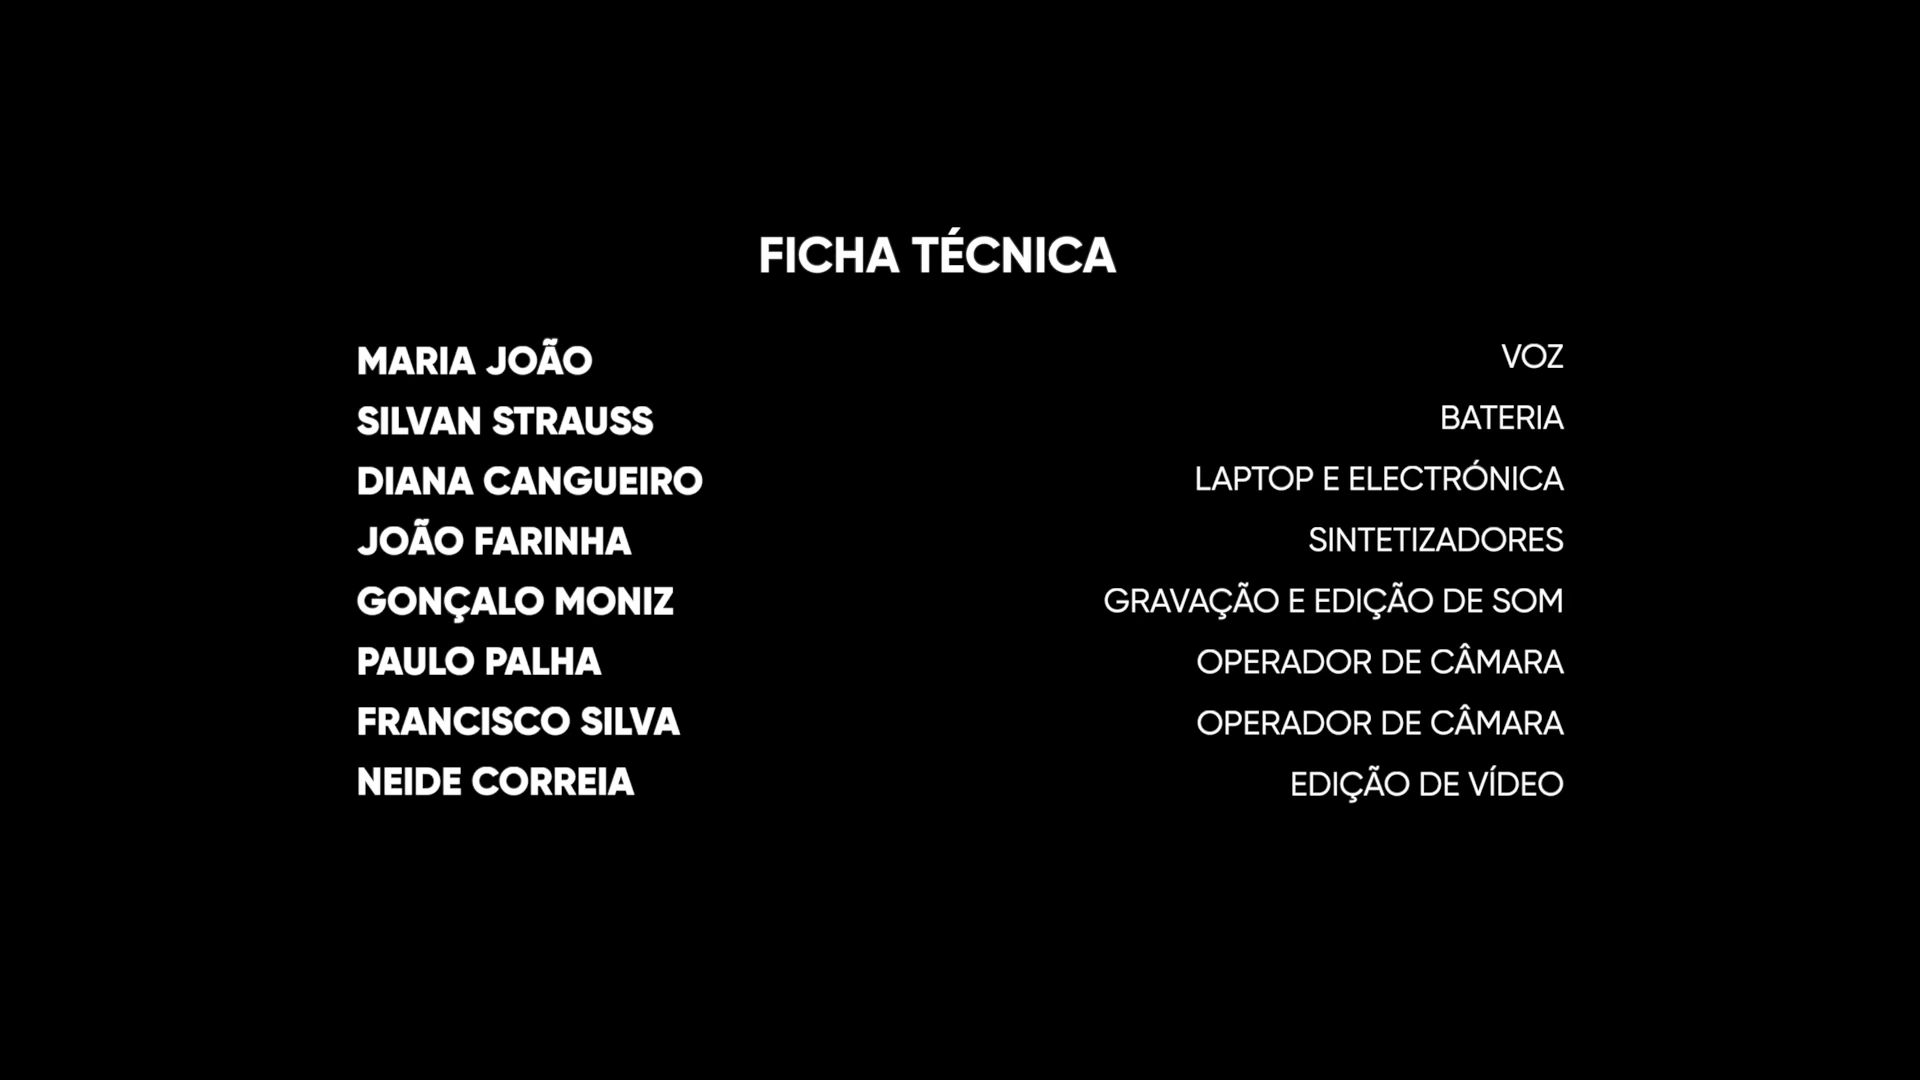 FICHA TÉCNICA
MARIA JOÃO VOZ
SILVAN STRAUSS BATERIA
DIANA CANGUEIRO LAPTOP E ELECTRÓNICA
JOÃO FARINHA SINTETIZADORES
GONÇALO MONIZ GRAVAÇÃO E EDIÇÃO DE SOM
PAULO PALHA OPERADOR DE CÂMARA
FRANCISCO SILVA OPERADOR DE CÂMARA
NEIDE CORREIA EDIÇÃO DE VÍDEO